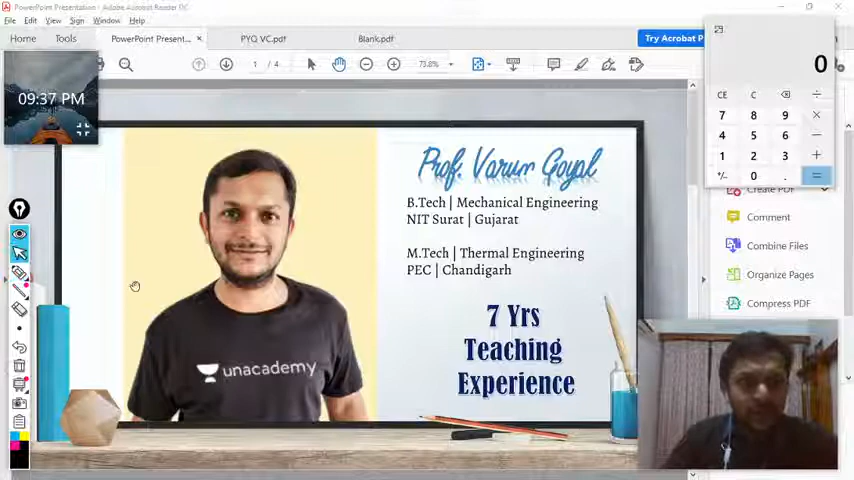 PowerPoint Presentation - Adobe Acrobat Reader DC
File Edit View Sign Window Help
Home Tools PowerPoint Present... × PYQ VC.pdf Blank.pdf Try Acrobat P
1 / 4 73.8%
09:37 PM
0
CE C ÷
7 8 9 ×
4 5 6 −
1 2 3 +
+/- 0 . =
Prof. Varun Goyal
B.Tech | Mechanical Engineering
NIT Surat | Gujarat
M.Tech | Thermal Engineering
PEC | Chandigarh
7 Yrs
Teaching
Experience
unacademy
Create PDF
Comment
Combine Files
Organize Pages
Compress PDF